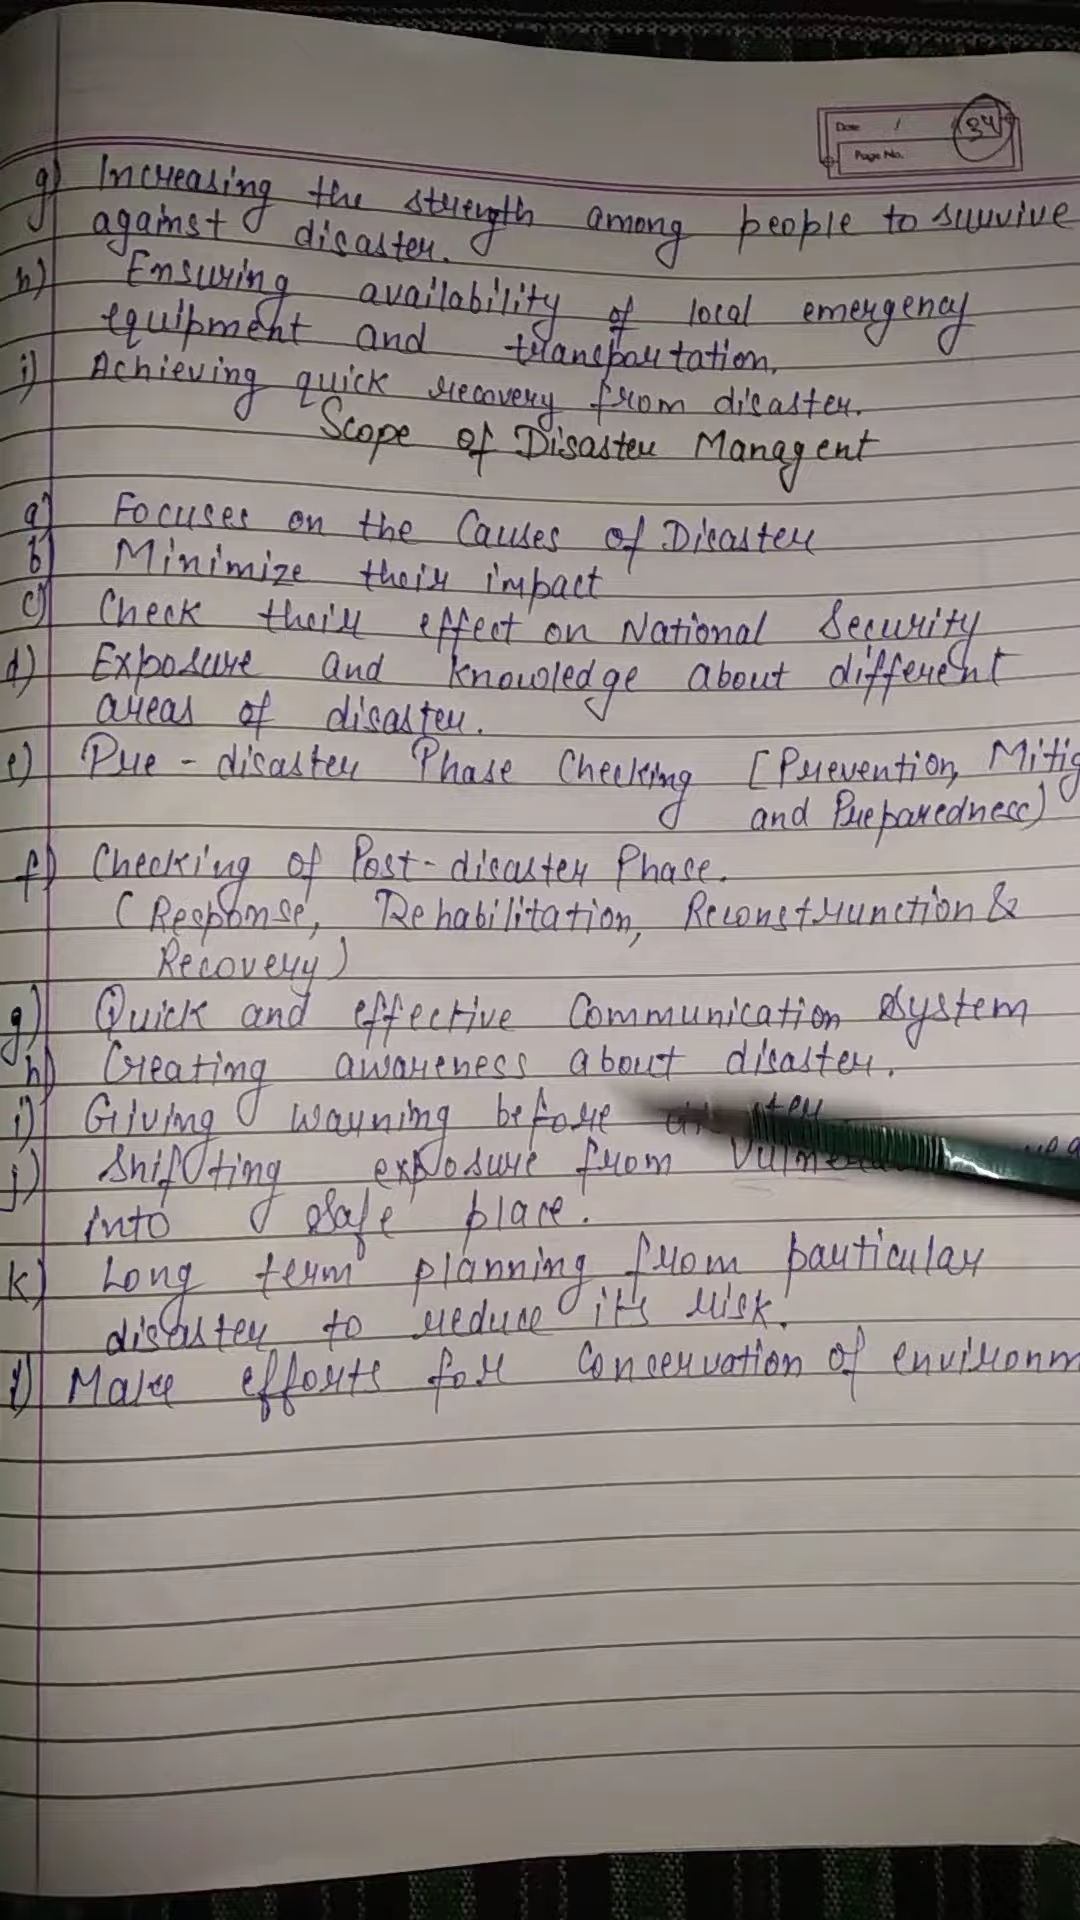 Date / 34
Page No.
g) Increasing the strength among people to survive
against disaster.
h) Ensuring availability of local emergency
equipment and transportation.
i) Achieving quick recovery from disaster.
Scope of Disaster Managent
a) Focuses on the Causes of Disaster
b) Minimize their impact
c) Check their effect on National Security
d) Exposure and knowledge about different
areas of disaster.
e) Pre-disaster Phase Checking [Prevention, Mitig
and Preparedness)
f) Checking of Post-disaster Phase.
(Response, Rehabilitation, Reconstrunction &
Recovery)
g) Quick and effective Communication system
h) Creating awareness about disaster.
i) Giving warning before
j) Shifting exposure from
into safe place.
k) Long term planning from particular
disaster to reduce it's risk.
l) Make efforts for Conservation of environm